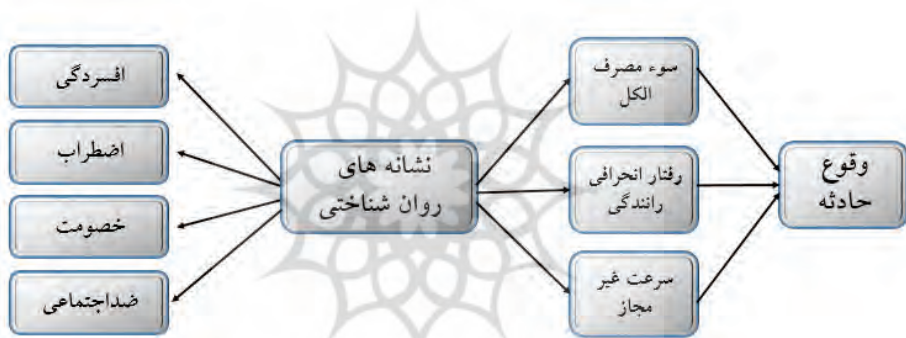 افسردگی
اضطراب
خصومت
ضداجتماعی
نشانه های
روان شناختی
سوء مصرف
الکل
رفتار انحرافی
رانندگی
سرعت غیر
مجاز
وقوع
حادثه